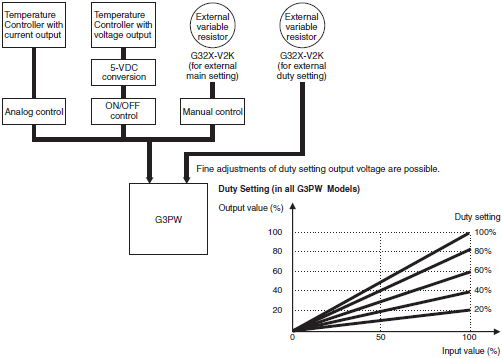 Temperature
Controller with
current output
Temperature
Controller with
voltage output
External
variable
resistor
External
variable
resistor
G32X-V2K
(for external
main setting)
G32X-V2K
(for external
duty setting)
5-VDC
conversion
Analog control
ON/OFF
control
Manual control
Fine adjustments of duty setting output voltage are possible.
G3PW
Duty Setting (in all G3PW Models)
Output value (%)
Duty setting
100
80
60
40
20
100%
80%
60%
40%
20%
0
50
100
Input value (%)